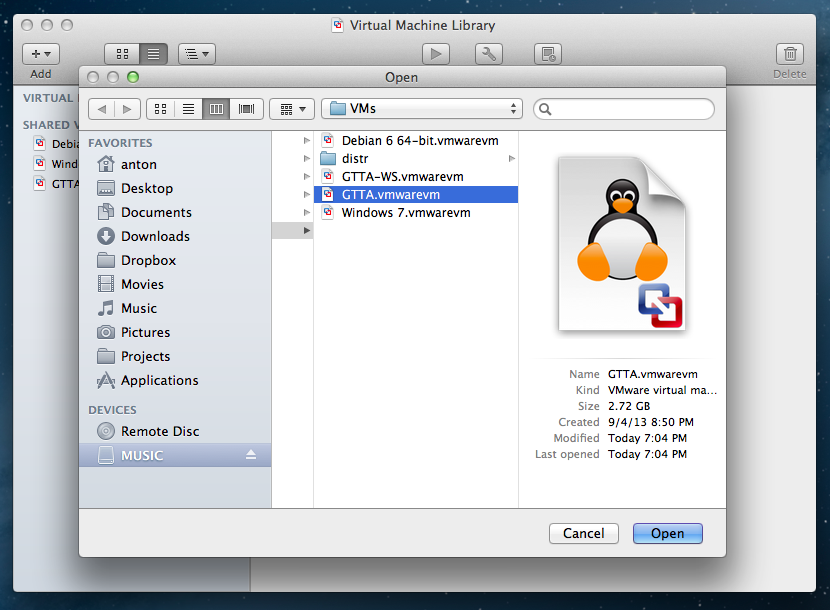 Virtual Machine Library
Add
Delete
Open
VIRTUAL
SHARED V
Debia
Wind
GTTA
VMs
FAVORITES
anton
Desktop
Documents
Downloads
Dropbox
Movies
Music
Pictures
Projects
Applications
DEVICES
Remote Disc
MUSIC
Debian 6 64-bit.vmwarevm
distr
GTTA-WS.vmwarevm
GTTA.vmwarevm
Windows 7.vmwarevm
Name GTTA.vmwarevm
Kind VMware virtual ma...
Size 2.72 GB
Created 9/4/13 8:50 PM
Modified Today 7:04 PM
Last opened Today 7:04 PM
Cancel
Open